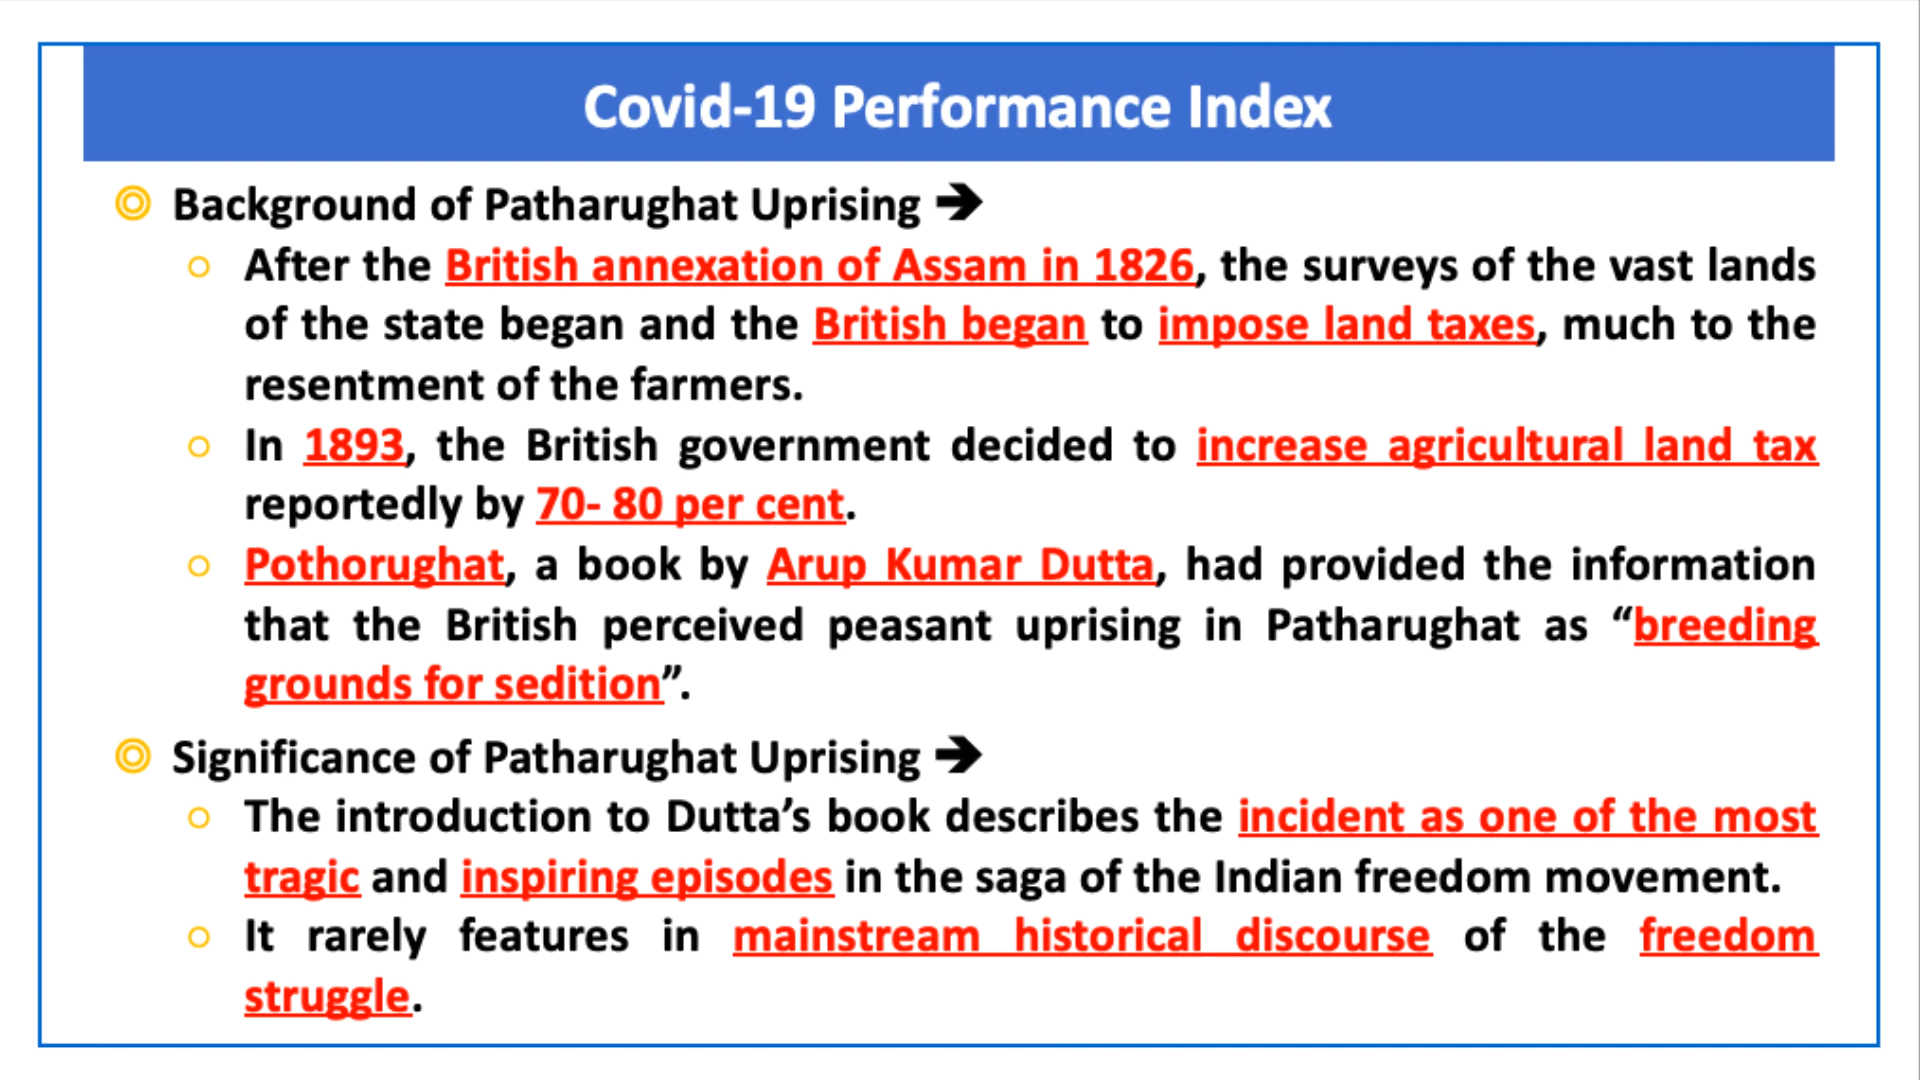 Covid-19 Performance Index
Background of Patharughat Uprising ➔
After the British annexation of Assam in 1826, the surveys of the vast lands
of the state began and the British began to impose land taxes, much to the
resentment of the farmers.
In 1893, the British government decided to increase agricultural land tax
reportedly by 70- 80 per cent.
Pothorughat, a book by Arup Kumar Dutta, had provided the information
that the British perceived peasant uprising in Patharughat as “breeding
grounds for sedition”.
Significance of Patharughat Uprising ➔
The introduction to Dutta’s book describes the incident as one of the most
tragic and inspiring episodes in the saga of the Indian freedom movement.
It rarely features in mainstream historical discourse of the freedom
struggle.